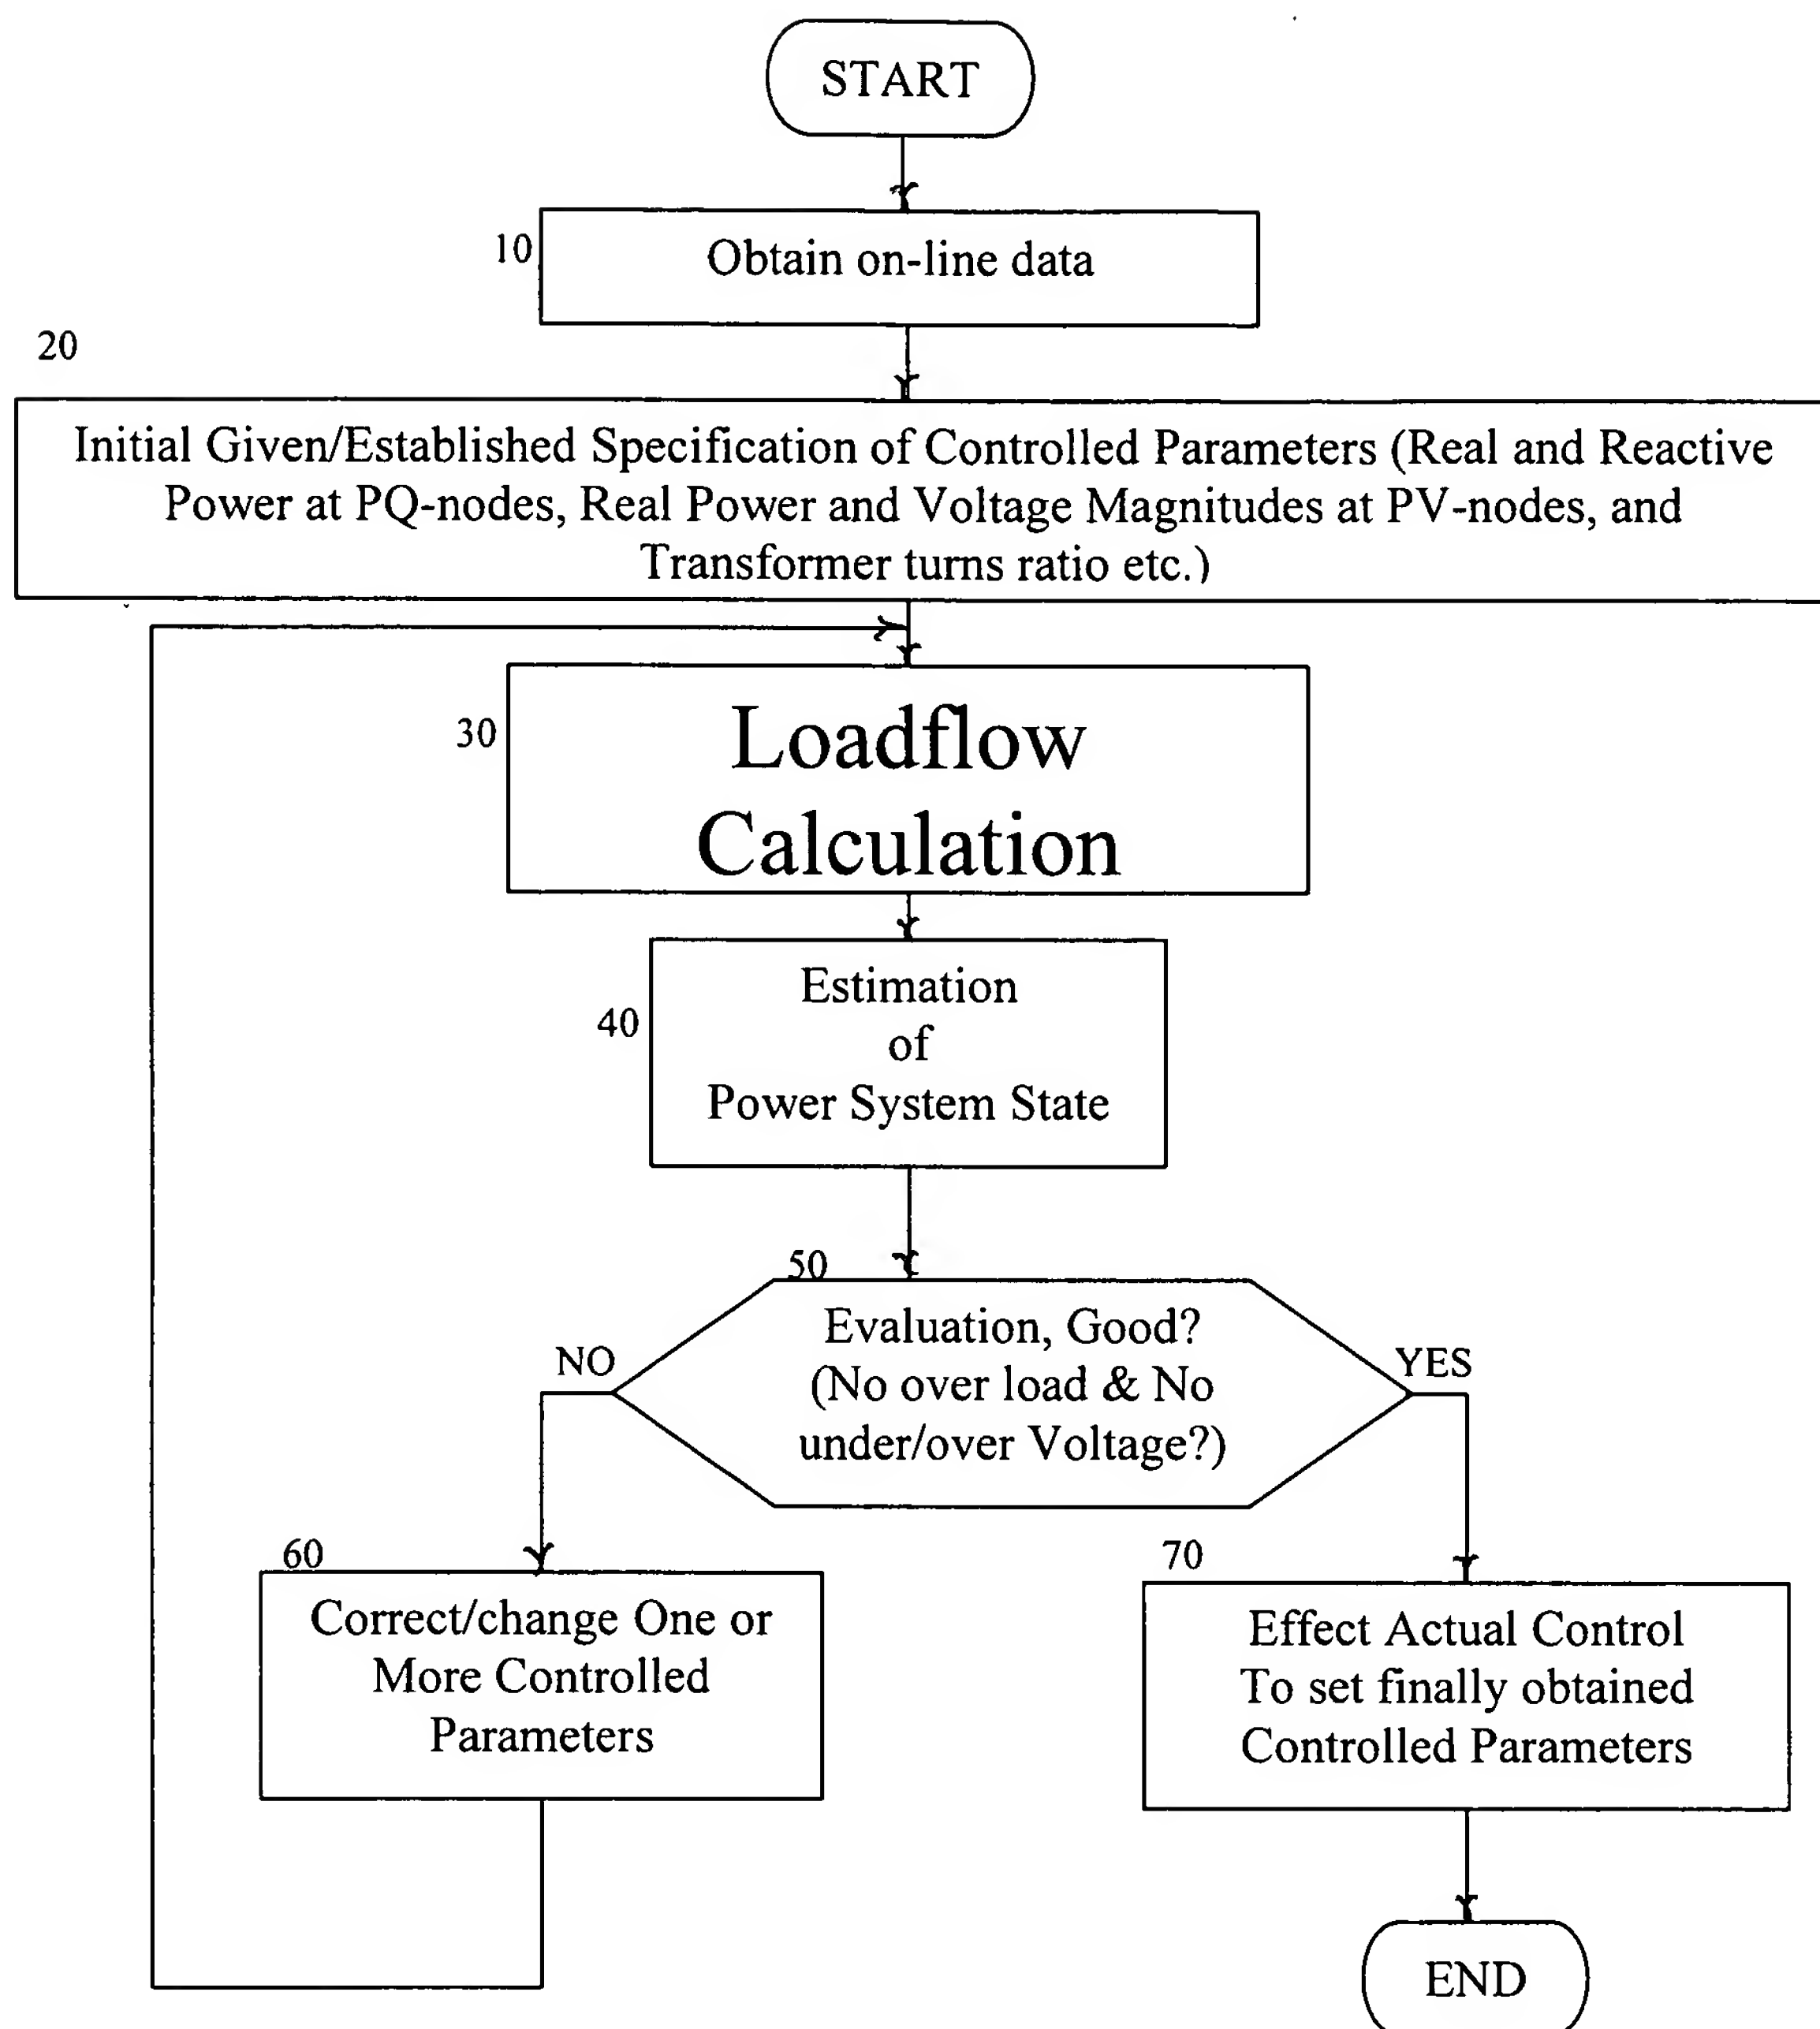 START
10
Obtain on-line data
20
Initial Given/Established Specification of Controlled Parameters (Real and Reactive
Power at PQ-nodes, Real Power and Voltage Magnitudes at PV-nodes, and
Transformer turns ratio etc.)
30
Loadflow
Calculation
40
Estimation
of
Power System State
50
Evaluation, Good?
(No over load & No
under/over Voltage?)
NO
YES
60
Correct/change One or
More Controlled
Parameters
70
Effect Actual Control
To set finally obtained
Controlled Parameters
END